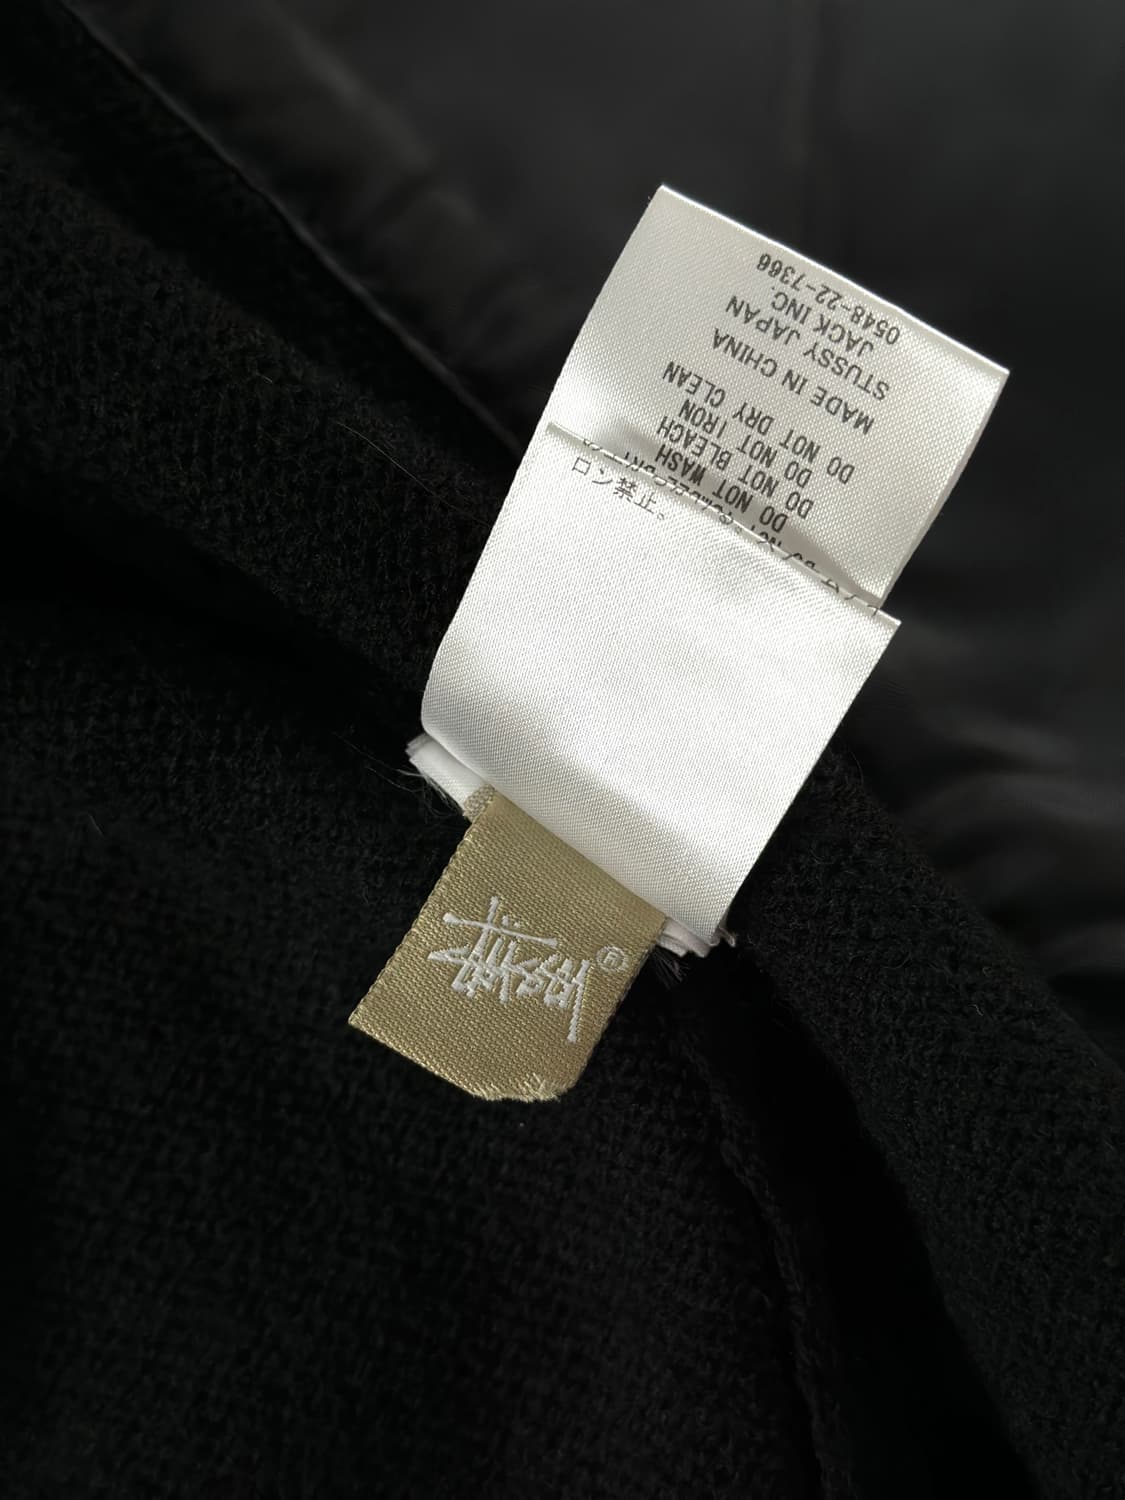 DO NOT WASH
DO NOT BLEACH
DO NOT IRON
DO NOT DRY CLEAN
MADE IN CHINA
STUSSY JAPAN
JACK INC.
0548-22-7366
ロン禁止。
Stüssy ®